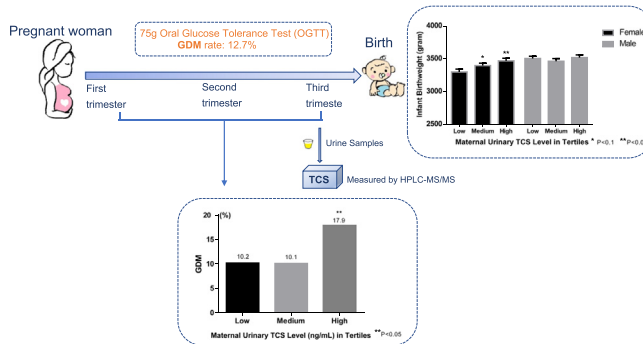 Pregnant woman
75g Oral Glucose Tolerance Test (OGTT)
GDM rate: 12.7%
Birth
First
trimester
Second
trimester
Third
trimeste
Urine Samples
TCS
Measured by HPLC-MS/MS
Infant Birthweight (gram)
3500
3000
2500
Female
Male
*
**
Low Medium High Low Medium High
Maternal Urinary TCS Level in Tertiles * P<0.1 **P<0.0
(%)
20
15
10
5
0
GDM
10.2
10.1
**
17.9
Low Medium High
Maternal Urinary TCS Level (ng/mL) in Tertiles **P<0.05